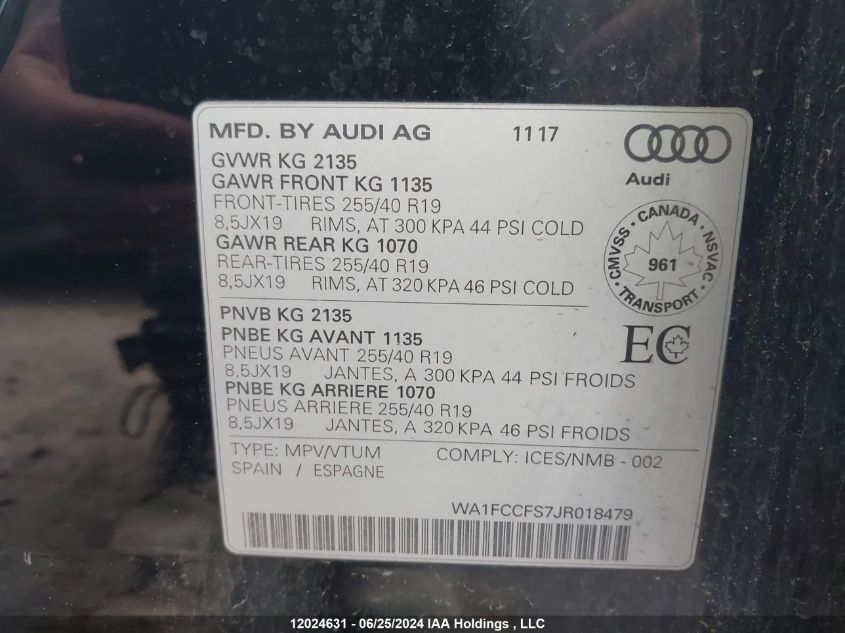 MFD. BY AUDI AG 11 17
GVWR KG 2135
GAWR FRONT KG 1135
FRONT-TIRES 255/40 R19
8,5JX19 RIMS, AT 300 KPA 44 PSI COLD
GAWR REAR KG 1070
REAR-TIRES 255/40 R19
8,5JX19 RIMS, AT 320 KPA 46 PSI COLD
Audi
CMVSS - CANADA - NSVAC
961
- TRANSPORT -
PNVB KG 2135
PNBE KG AVANT 1135
PNEUS AVANT 255/40 R19
8,5JX19 JANTES, A 300 KPA 44 PSI FROIDS
PNBE KG ARRIERE 1070
PNEUS ARRIERE 255/40 R19
8,5JX19 JANTES, A 320 KPA 46 PSI FROIDS
EC
TYPE: MPV/VTUM COMPLY: ICES/NMB - 002
SPAIN / ESPAGNE
WA1FCCFS7JR018479
12024631 - 06/25/2024 IAA Holdings , LLC